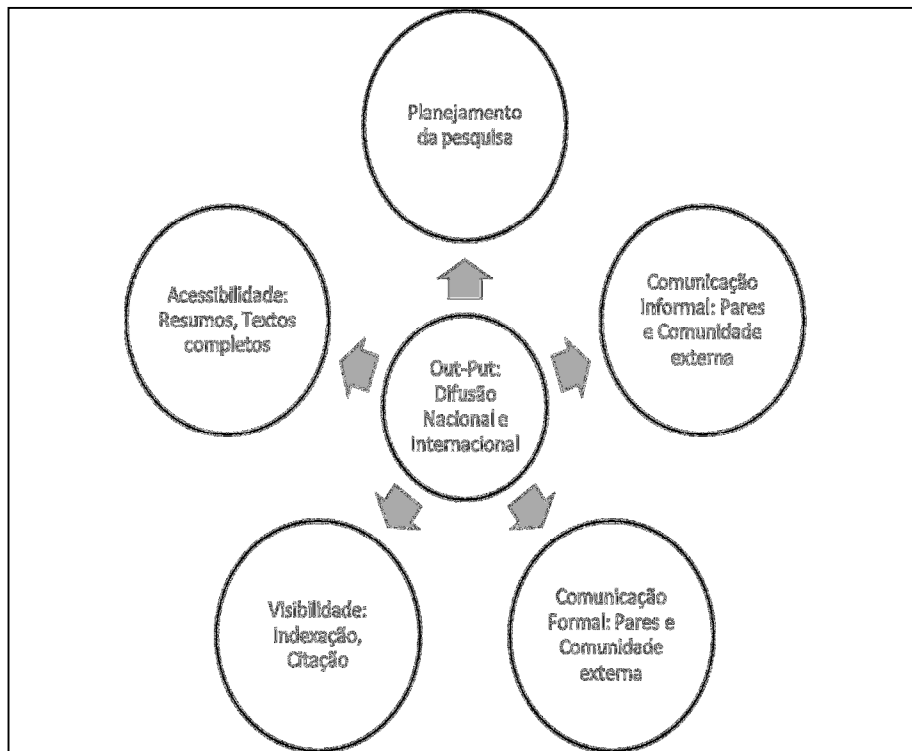 Planejamento
da pesquisa
Acessibilidade:
Resumos, Textos
completos
Comunicação
Informal: Pares
e Comunidade
externa
Out-Put:
Difusão
Nacional e
Internacional
Visibilidade:
Indexação,
Citação
Comunicação
Formal: Pares e
Comunidade
externa